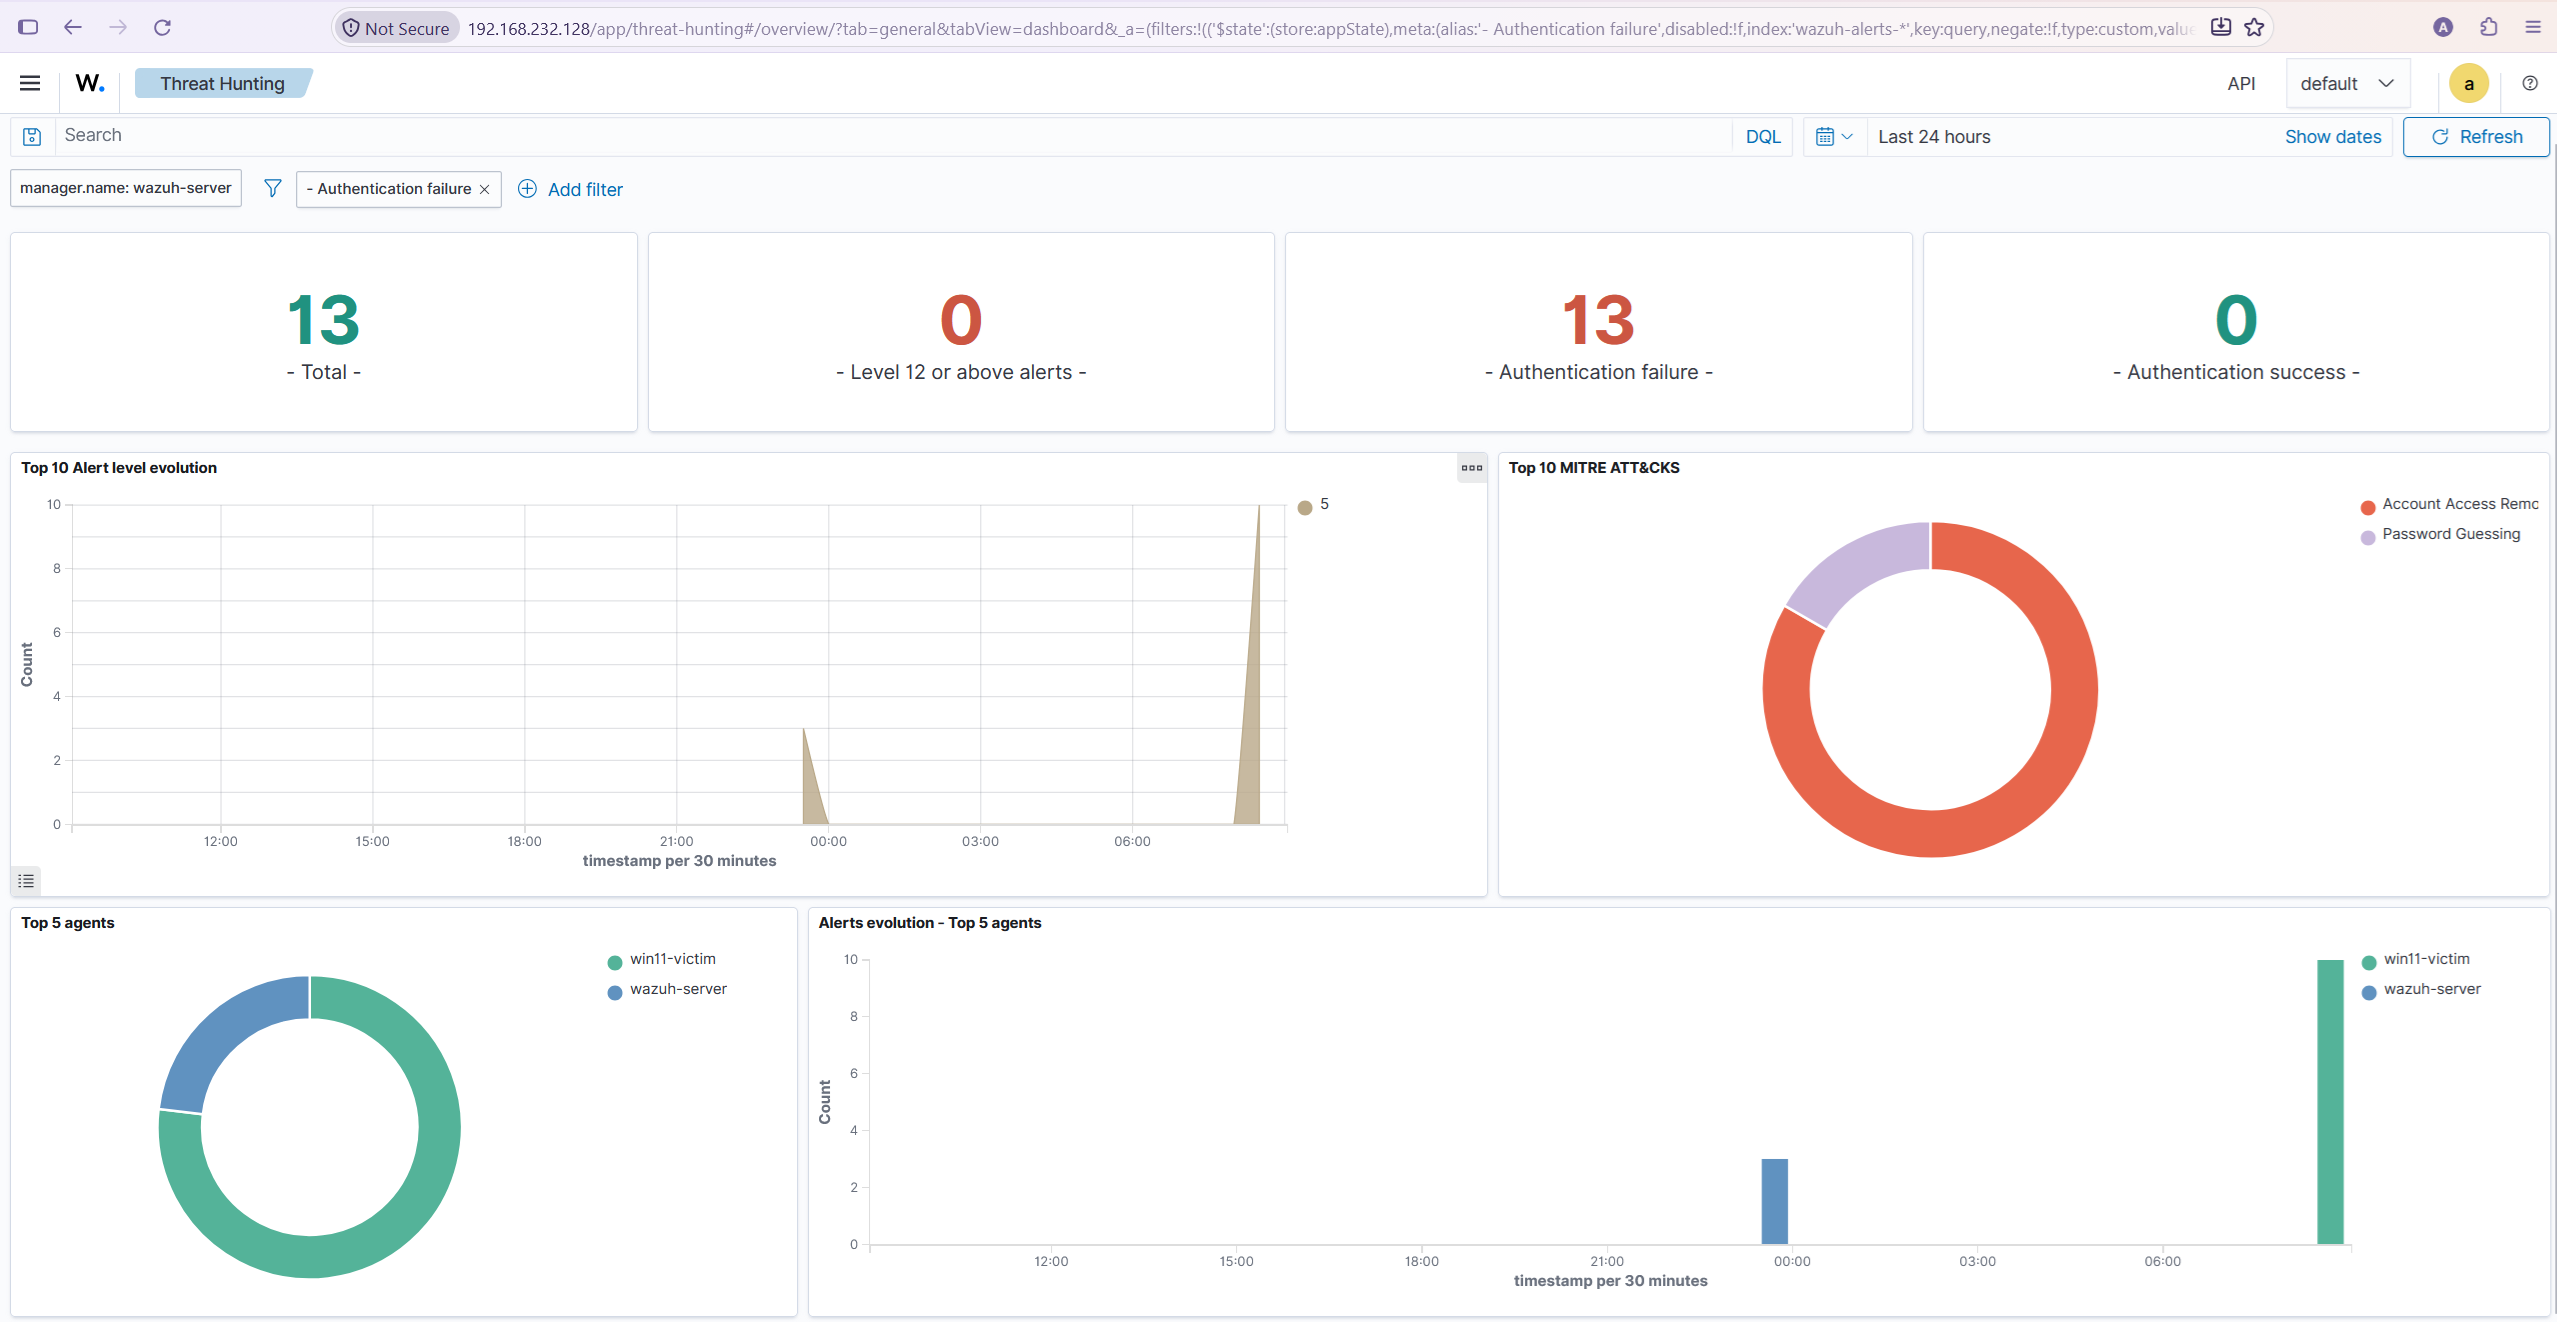 Not Secure 192.168.232.128/app/threat-hunting#/overview/?tab=general&tabView=dashboard&_a=(filters:!(('$state':(store:appState),meta:(alias:'- Authentication failure',disabled:!f,index:'wazuh-alerts-*',key:query,negate:!f,type:custom,value
A
W. Threat Hunting API default a
Search DQL Last 24 hours Show dates Refresh
manager.name: wazuh-server - Authentication failure × Add filter
13 0 13 0
- Total - - Level 12 or above alerts - - Authentication failure - - Authentication success -
Top 10 Alert level evolution
10
8
6
4
2
0
Count
12:00 15:00 18:00 21:00 00:00 03:00 06:00
timestamp per 30 minutes
5
Top 10 MITRE ATT&CKS
Account Access Remo
Password Guessing
Top 5 agents
win11-victim
wazuh-server
Alerts evolution - Top 5 agents
10
8
6
4
2
0
Count
12:00 15:00 18:00 21:00 00:00 03:00 06:00
timestamp per 30 minutes
win11-victim
wazuh-server